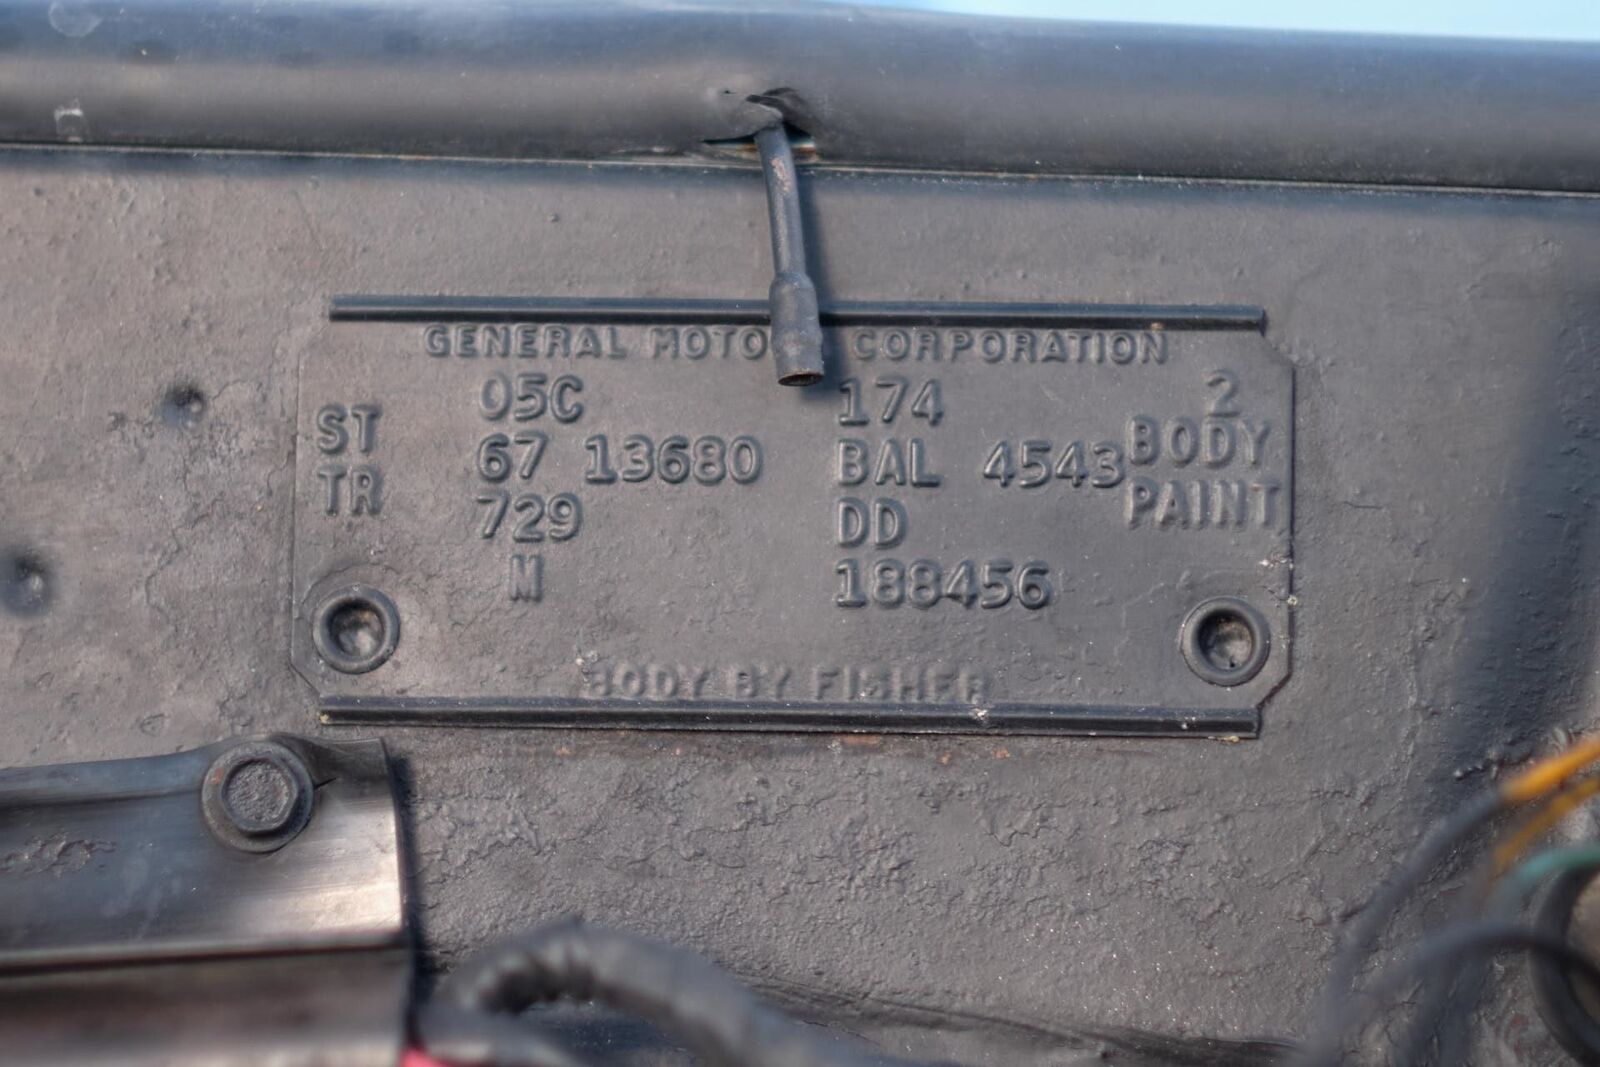 GENERAL MOTO CORPORATION
05C 174 2
ST 67 13680 BAL 4543 BODY
TR 729 DD PAINT
M 188456
BODY BY FISHER